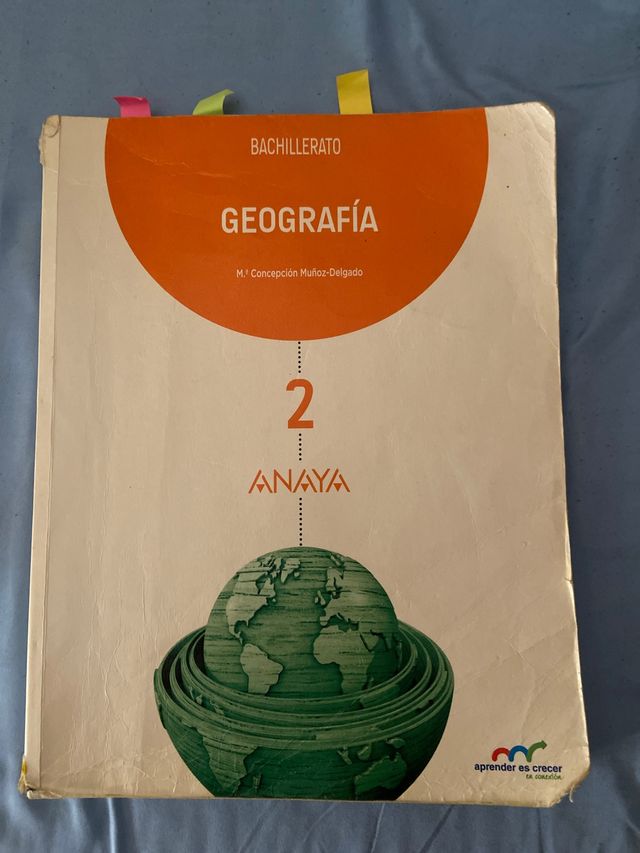 BACHILLERATO
GEOGRAFÍA
M.ª Concepción Muñoz-Delgado
2
ANAYA
aprender es crecer
en conexión